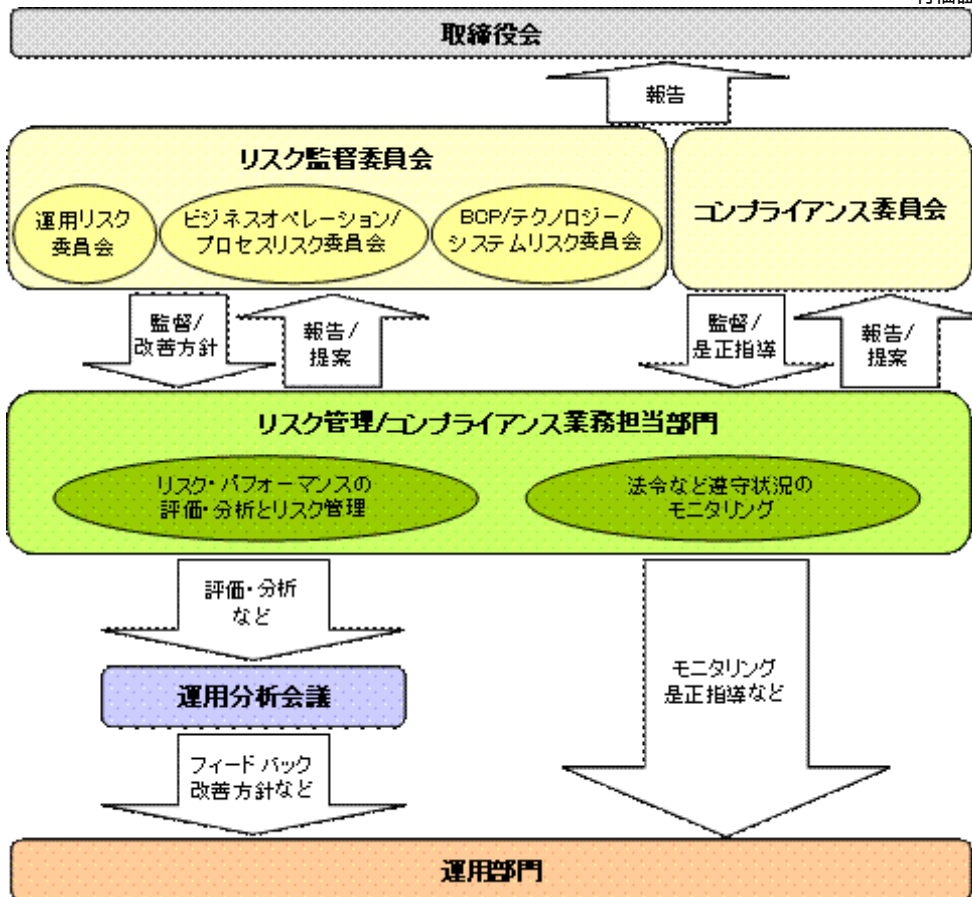 取締役会
報告
リスク監督委員会
運用リスク
委員会
ビジネスオペレーション/
プロセスリスク委員会
BCP/テクノロジー/
システムリスク委員会
コンプライアンス委員会
監督/
改善方針
報告/
提案
監督/
是正指導
報告/
提案
リスク管理/コンプライアンス業務担当部門
リスク・パフォーマンスの
評価・分析とリスク管理
法令など遵守状況の
モニタリング
評価・分析
など
運用分析会議
モニタリング
是正指導など
フィードバック
改善方針など
運用部門